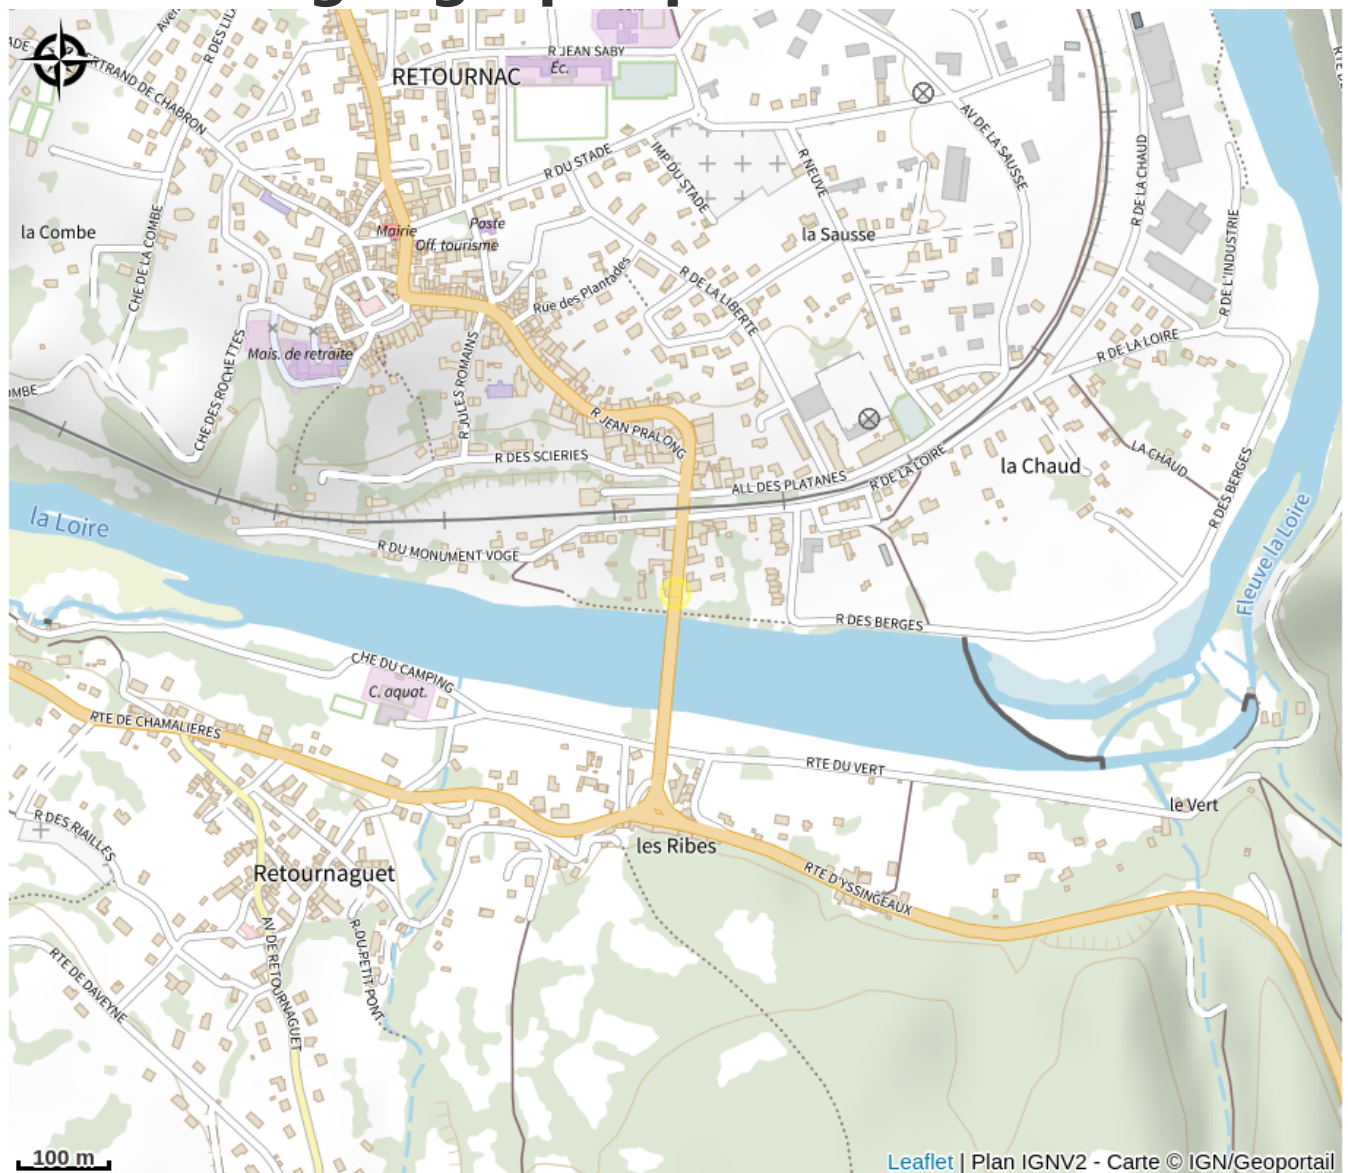 R DES LILA
R JEAN SABY
Éc.
RETOURNAC
BERTRAND DE CHABRON
AV DE LA SAUSSE
R DU STADE
IMP DU STADE
R NEUVE
R DE LA CHAUD
la Combe
Mairie
Poste
Off. tourisme
la Sausse
CHE DE LA COMBE
R DE L'INDUSTRIE
Rue des Plantades
R DE LA LIBERTE
Mais. de retraite
R DE LA LOIRE
CHE DES ROCHETTES
R JULES ROMAINS
OMBE
R JEAN PRALONG
R DES SCIERIES
la Chaud
LA CHAUD
ALL DES PLATANES
R DE LA LOIRE
R DES BERGES
la Loire
R DU MONUMENT VOGE
Fleuve la Loire
R DES BERGES
CHE DU CAMPING
C. aquat.
RTE DE CHAMALIERES
RTE DU VERT
le Vert
R DES RIAILLES
les Ribes
Retournaguet
RTE D'YSSINGEAUX
R DU PETIT PONT
AV DE RETOURNAGUET
RTE DE DAVEYNE
100 m
Leaflet | Plan IGNV2 - Carte © IGN/Geoportail